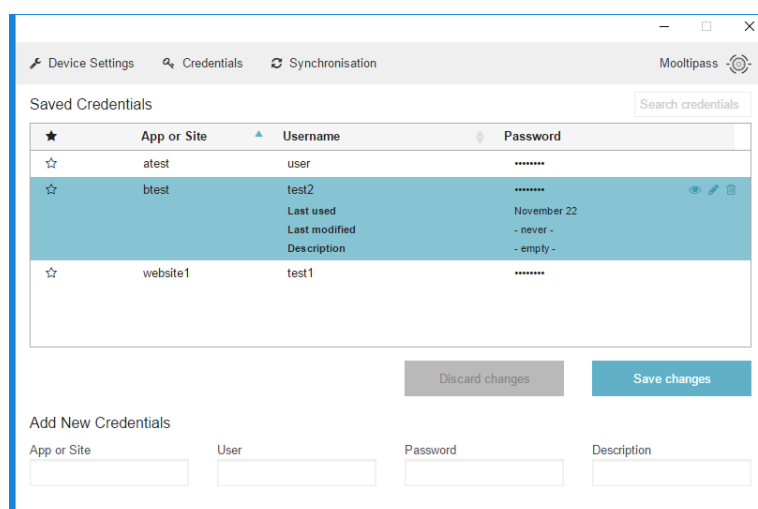 Device Settings Credentials Synchronisation Mooltipass
Saved Credentials Search credentials
App or Site Username Password
atest user ••••••••
btest test2 ••••••••
Last used November 22
Last modified - never -
Description - empty -
website1 test1 ••••••••
Discard changes Save changes
Add New Credentials
App or Site User Password Description